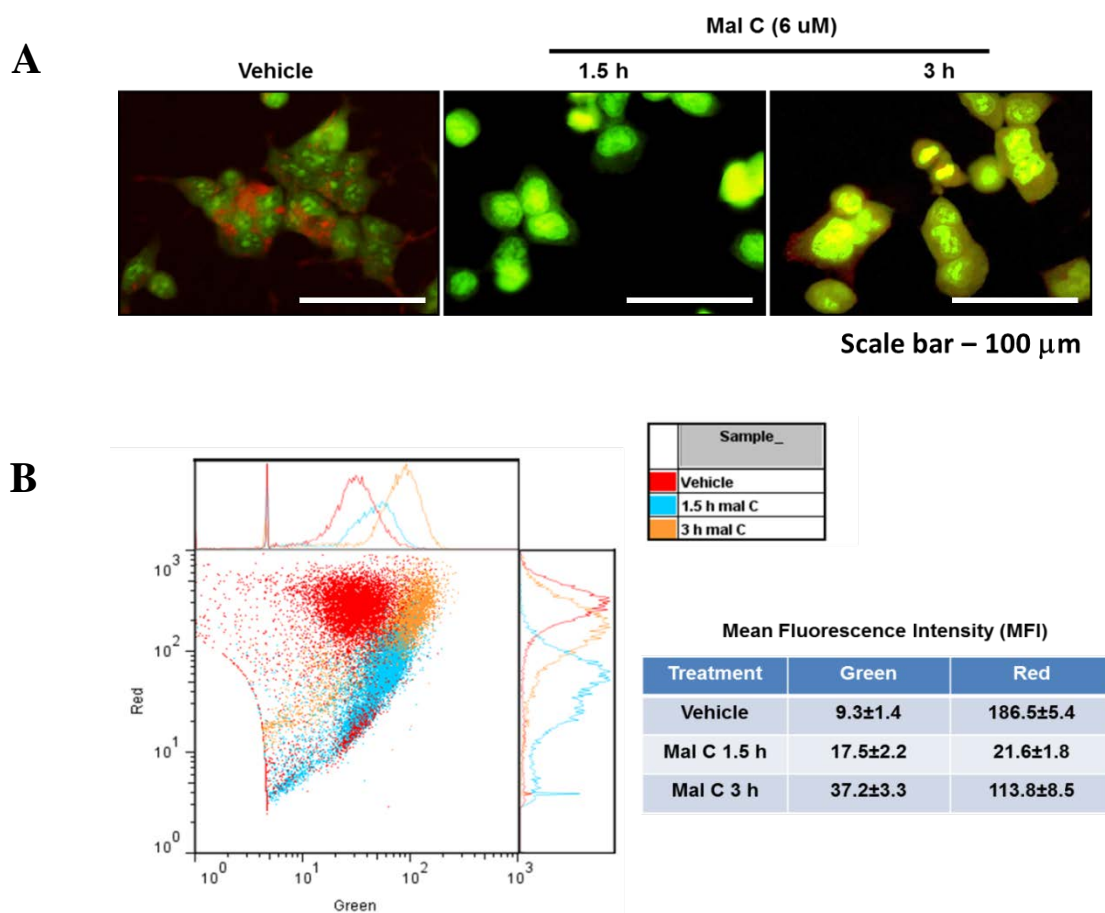 A
Mal C (6 uM)
Vehicle
1.5 h
3 h
Scale bar – 100 μm
B
Sample_
Vehicle
1.5 h mal C
3 h mal C
Red
10³
10²
10¹
10⁰
10⁰
10¹
10²
10³
Green
Mean Fluorescence Intensity (MFI)
Treatment Green Red
Vehicle 9.3±1.4 186.5±5.4
Mal C 1.5 h 17.5±2.2 21.6±1.8
Mal C 3 h 37.2±3.3 113.8±8.5